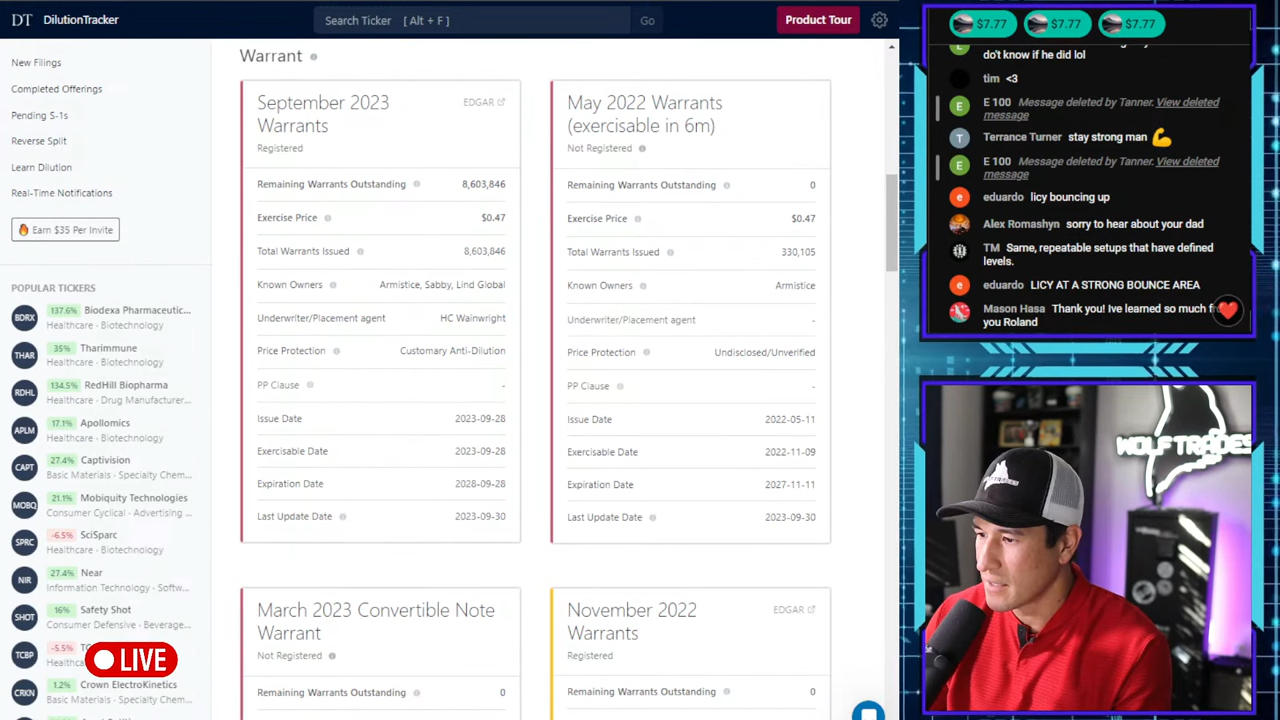 DT DilutionTracker
Search Ticker [ Alt + F ]
Go
Product Tour
New Filings
Completed Offerings
Pending S-1s
Reverse Split
Learn Dilution
Real-Time Notifications
🔥 Earn $35 Per Invite
POPULAR TICKERS
BDRX 137.6% Biodexa Pharmaceutic...
Healthcare - Biotechnology
THAR 35% Tharimmune
Healthcare - Biotechnology
RDHL 134.5% RedHill Biopharma
Healthcare - Drug Manufacturer...
APLM 17.1% Apollomics
Healthcare - Biotechnology
CAPT 27.4% Captivision
Basic Materials - Specialty Chem...
MOBQ 21.1% Mobiquity Technologies
Consumer Cyclical - Advertising ...
SPRC -6.5% SciSparc
Healthcare - Biotechnology
NIR 27.4% Near
Information Technology - Softw...
SHOT 16% Safety Shot
Consumer Defensive - Beverage...
TCBP -5.5%
LIVE
CRKN 1.2% Crown ElectroKinetics
Basic Materials - Specialty Chem...
Warrant
September 2023 EDGAR
Warrants
Registered
Remaining Warrants Outstanding 8,603,846
Exercise Price $0.47
Total Warrants Issued 8,603,846
Known Owners Armistice, Sabby, Lind Global
Underwriter/Placement agent HC Wainwright
Price Protection Customary Anti-Dilution
PP Clause -
Issue Date 2023-09-28
Exercisable Date 2023-09-28
Expiration Date 2028-09-28
Last Update Date 2023-09-30
May 2022 Warrants
(exercisable in 6m)
Not Registered
Remaining Warrants Outstanding 0
Exercise Price $0.47
Total Warrants Issued 330,105
Known Owners Armistice
Underwriter/Placement agent -
Price Protection Undisclosed/Unverified
PP Clause -
Issue Date 2022-05-11
Exercisable Date 2022-11-09
Expiration Date 2027-11-11
Last Update Date 2023-09-30
March 2023 Convertible Note
Warrant
Not Registered
Remaining Warrants Outstanding 0
November 2022 EDGAR
Warrants
Registered
Remaining Warrants Outstanding 0
$7.77 $7.77 $7.77
do't know if he did lol
tim <3
E E 100 Message deleted by Tanner. View deleted
message
T Terrance Turner stay strong man 💪
E E 100 Message deleted by Tanner. View deleted
message
e eduardo licy bouncing up
Alex Romashyn sorry to hear about your dad
TM Same, repeatable setups that have defined
levels.
e eduardo LICY AT A STRONG BOUNCE AREA
Mason Hasa Thank you! Ive learned so much
you Roland
WOLFTRADES